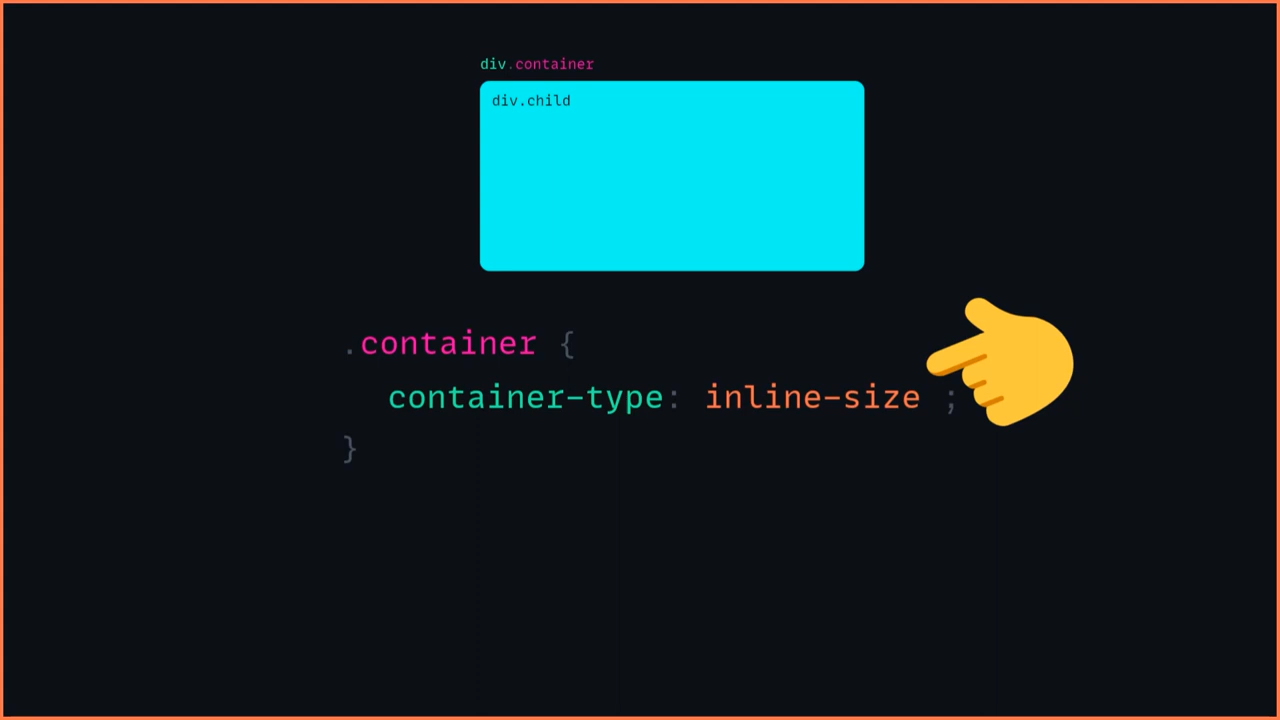 div.container
div.child
.container {
container-type: inline-size ;
}